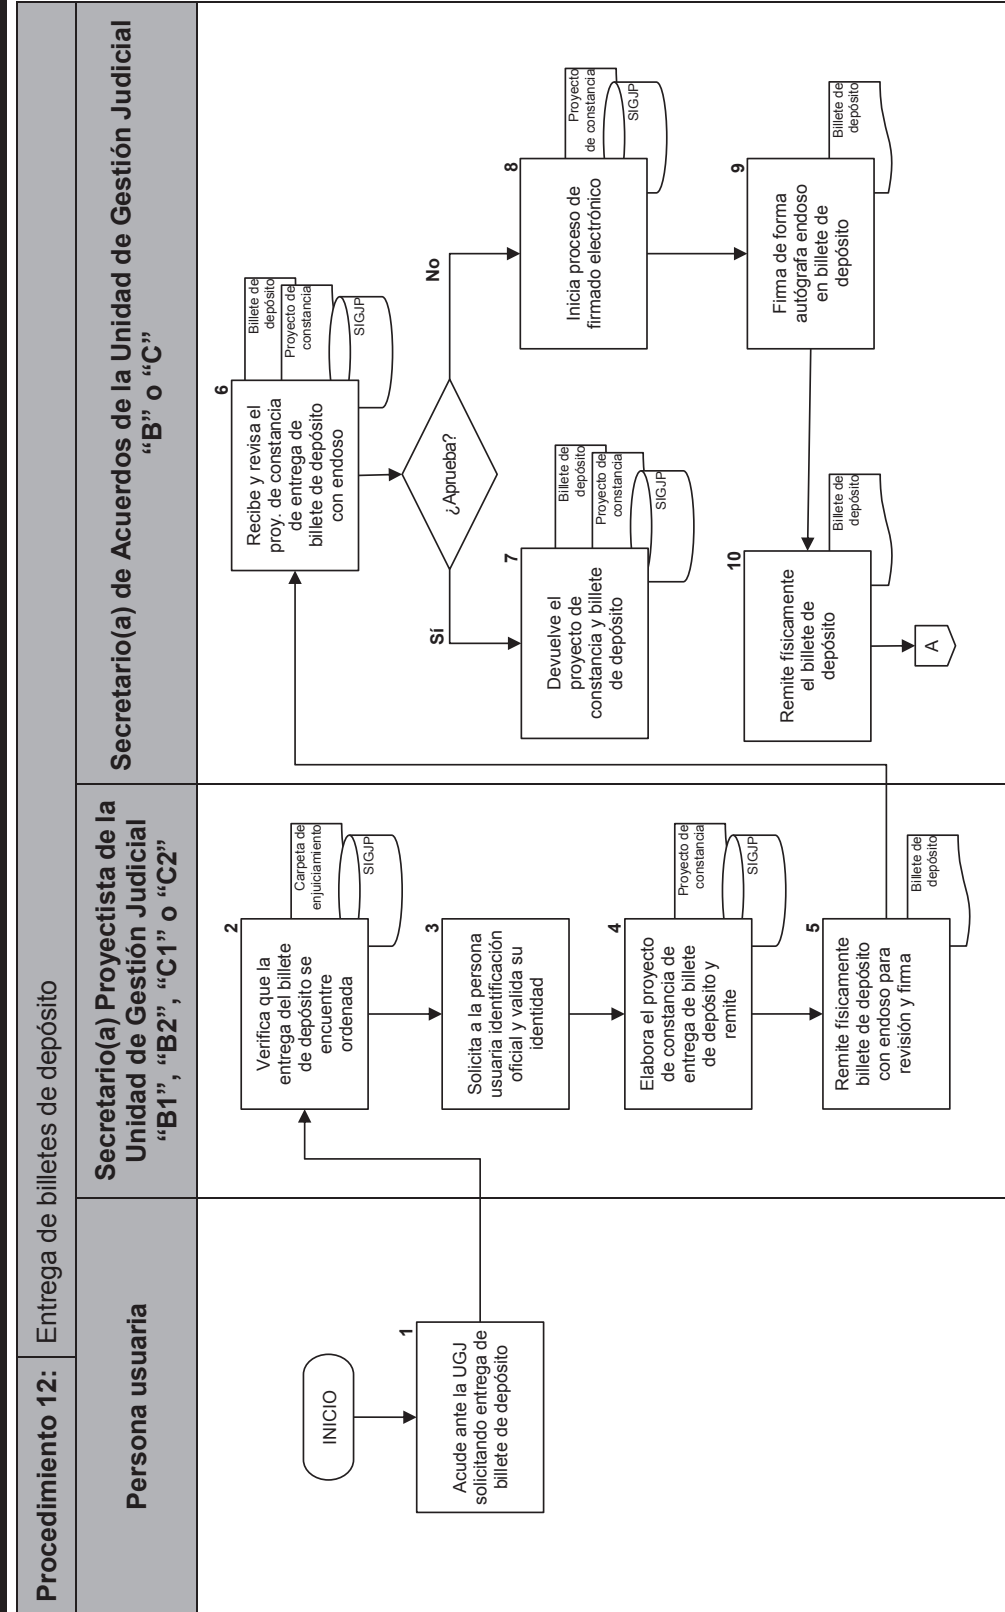 Procedimiento 12:
Entrega de billetes de depósito
Persona usuaria
Secretario(a) Proyectista de la
Unidad de Gestión Judicial
“B1”, “B2”, “C1” o “C2”
Secretario(a) de Acuerdos de la Unidad de Gestión Judicial
“B” o “C”
INICIO
1
Acude ante la UGJ
solicitando entrega de
billete de depósito
2
Verifica que la
entrega del billete
de depósito se
encuentre
ordenada
Carpeta de
enjuiciamiento
SIGJP
3
Solicita a la persona
usuaria identificación
oficial y valida su
identidad
4
Elabora el proyecto
de constancia de
entrega de billete
de depósito y
remite
Proyecto de
constancia
SIGJP
5
Remite físicamente
billete de depósito
con endoso para
revisión y firma
Billete de
depósito
6
Recibe y revisa el
proy. de constancia
de entrega de
billete de depósito
con endoso
Billete de
depósito
Proyecto de
constancia
SIGJP
¿Aprueba?
Sí
No
7
Devuelve el
proyecto de
constancia y billete
de depósito
Billete de
depósito
Proyecto de
constancia
SIGJP
8
Inicia proceso de
firmado electrónico
Proyecto
de constancia
SIGJP
9
Firma de forma
autógrafa endoso
en billete de
depósito
Billete de
depósito
10
Remite físicamente
el billete de
depósito
Billete de
depósito
A